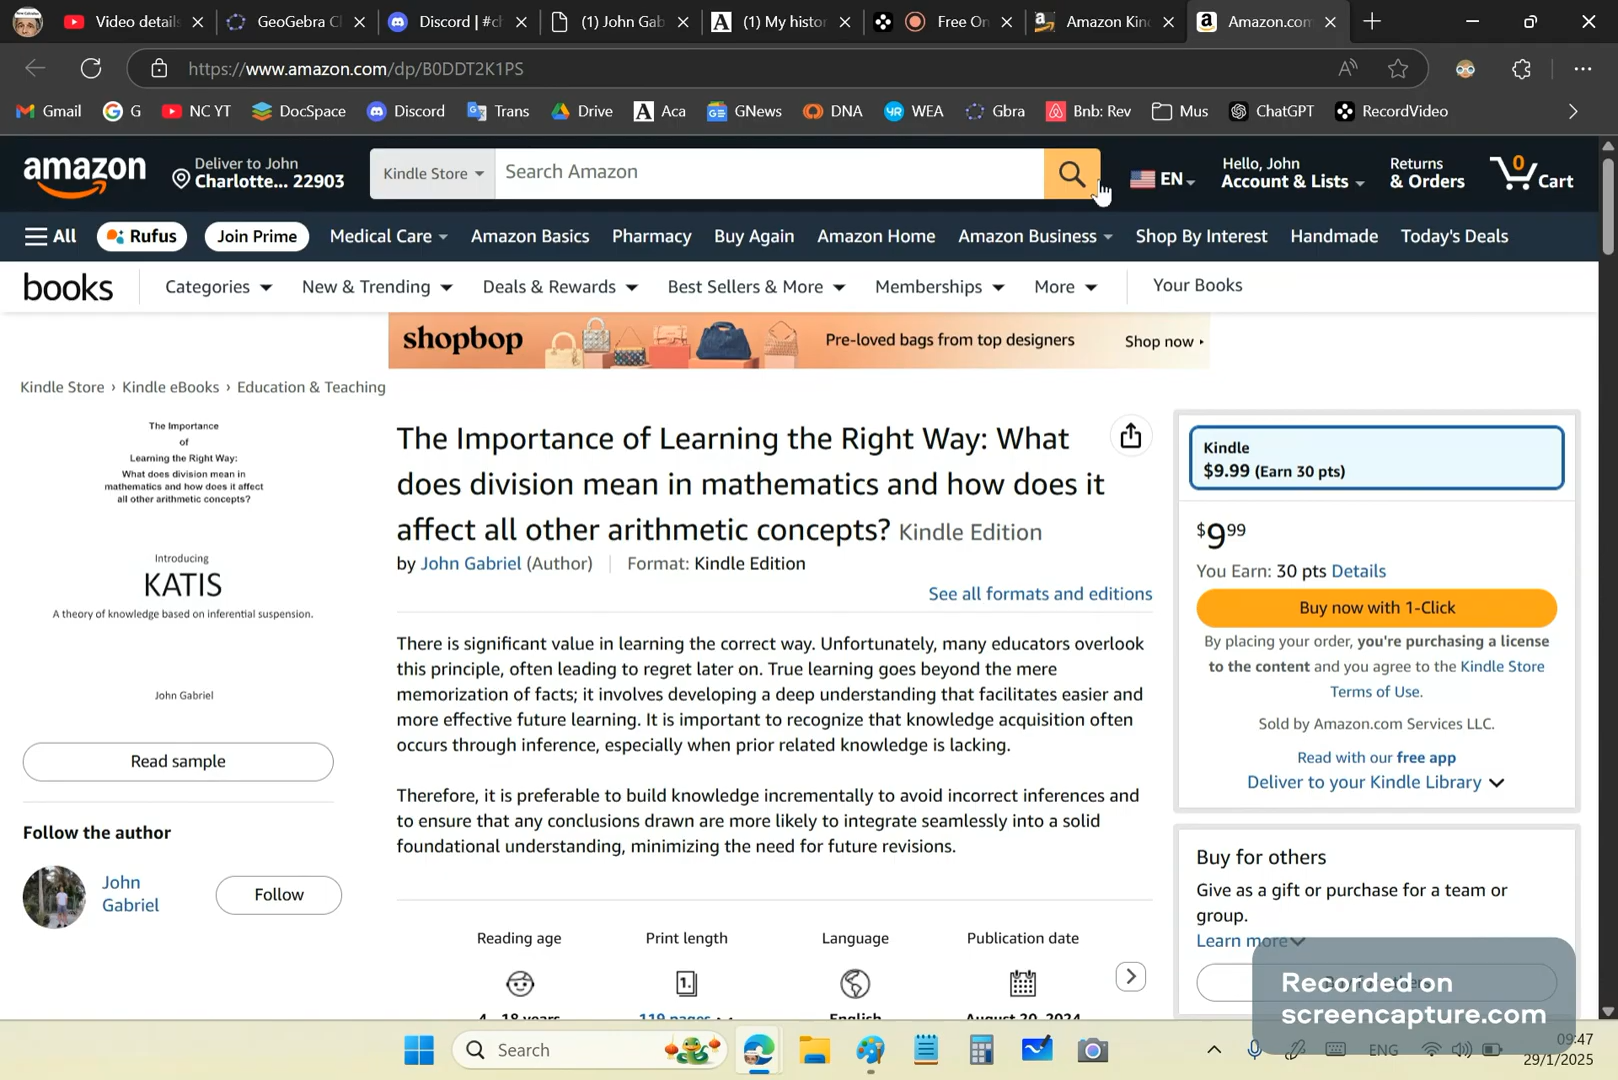 Video details
GeoGebra Cl
Discord | #ch
(1) John Gab
(1) My histor
Free On
Amazon Kin
Amazon.com
https://www.amazon.com/dp/B0DDT2K1PS
Gmail
G
NC YT
DocSpace
Discord
Trans
Drive
Aca
GNews
DNA
WEA
Gbra
Bnb: Rev
Mus
ChatGPT
RecordVideo
amazon
Deliver to John
Charlotte... 22903
Kindle Store
Search Amazon
EN
Hello, John
Account & Lists
Returns
& Orders
0
Cart
All
Rufus
Join Prime
Medical Care
Amazon Basics
Pharmacy
Buy Again
Amazon Home
Amazon Business
Shop By Interest
Handmade
Today's Deals
books
Categories
New & Trending
Deals & Rewards
Best Sellers & More
Memberships
More
Your Books
shopbop
Pre-loved bags from top designers
Shop now
Kindle Store › Kindle eBooks › Education & Teaching
The Importance
of
Learning the Right Way:
What does division mean in
mathematics and how does it affect
all other arithmetic concepts?
Introducing
KATIS
A theory of knowledge based on inferential suspension.
John Gabriel
Read sample
Follow the author
John
Gabriel
Follow
The Importance of Learning the Right Way: What
does division mean in mathematics and how does it
affect all other arithmetic concepts? Kindle Edition
by John Gabriel (Author) | Format: Kindle Edition
See all formats and editions
There is significant value in learning the correct way. Unfortunately, many educators overlook
this principle, often leading to regret later on. True learning goes beyond the mere
memorization of facts; it involves developing a deep understanding that facilitates easier and
more effective future learning. It is important to recognize that knowledge acquisition often
occurs through inference, especially when prior related knowledge is lacking.
Therefore, it is preferable to build knowledge incrementally to avoid incorrect inferences and
to ensure that any conclusions drawn are more likely to integrate seamlessly into a solid
foundational understanding, minimizing the need for future revisions.
Reading age
Print length
Language
Publication date
4 - 18 years
119 pages
English
August 20, 2024
Kindle
$9.99 (Earn 30 pts)
$9.99
You Earn: 30 pts Details
Buy now with 1-Click
By placing your order, you're purchasing a license
to the content and you agree to the Kindle Store
Terms of Use.
Sold by Amazon.com Services LLC.
Read with our free app
Deliver to your Kindle Library
Buy for others
Give as a gift or purchase for a team or
group.
Learn more
Recorded on
screencapture.com
Search
ENG
09:47
29/1/2025